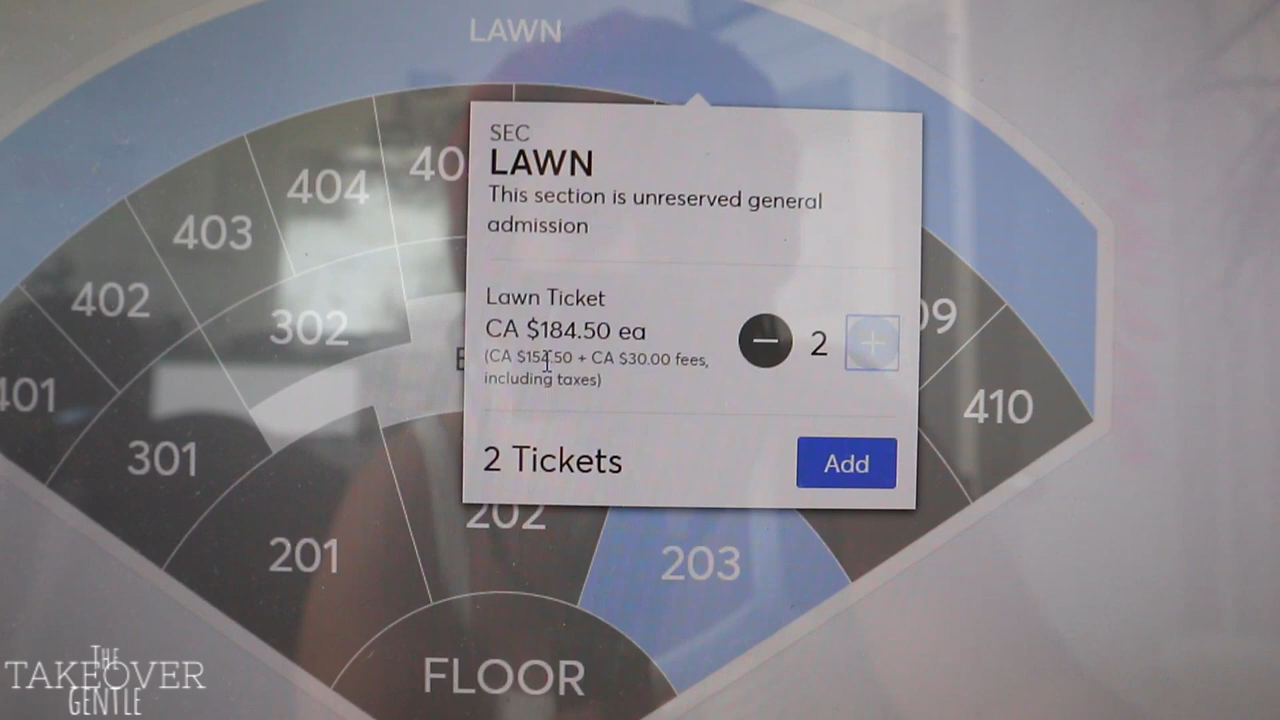 LAWN
SEC
LAWN
This section is unreserved general
admission
Lawn Ticket
CA $184.50 ea
(CA $154.50 + CA $30.00 fees,
including taxes)
2
2 Tickets
Add
404
403
402
302
301
410
201
202
203
FLOOR
THE
TAKEOVER
GENTLE